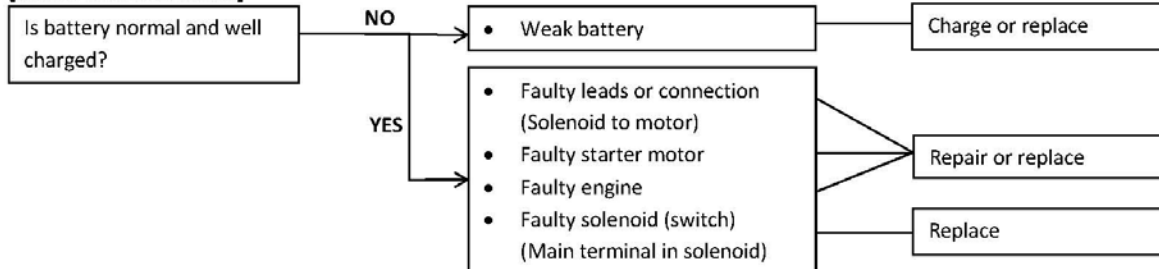 Is battery normal and well
charged?
NO
• Weak battery
Charge or replace
YES
• Faulty leads or connection
(Solenoid to motor)
• Faulty starter motor
• Faulty engine
• Faulty solenoid (switch)
(Main terminal in solenoid)
Repair or replace
Replace